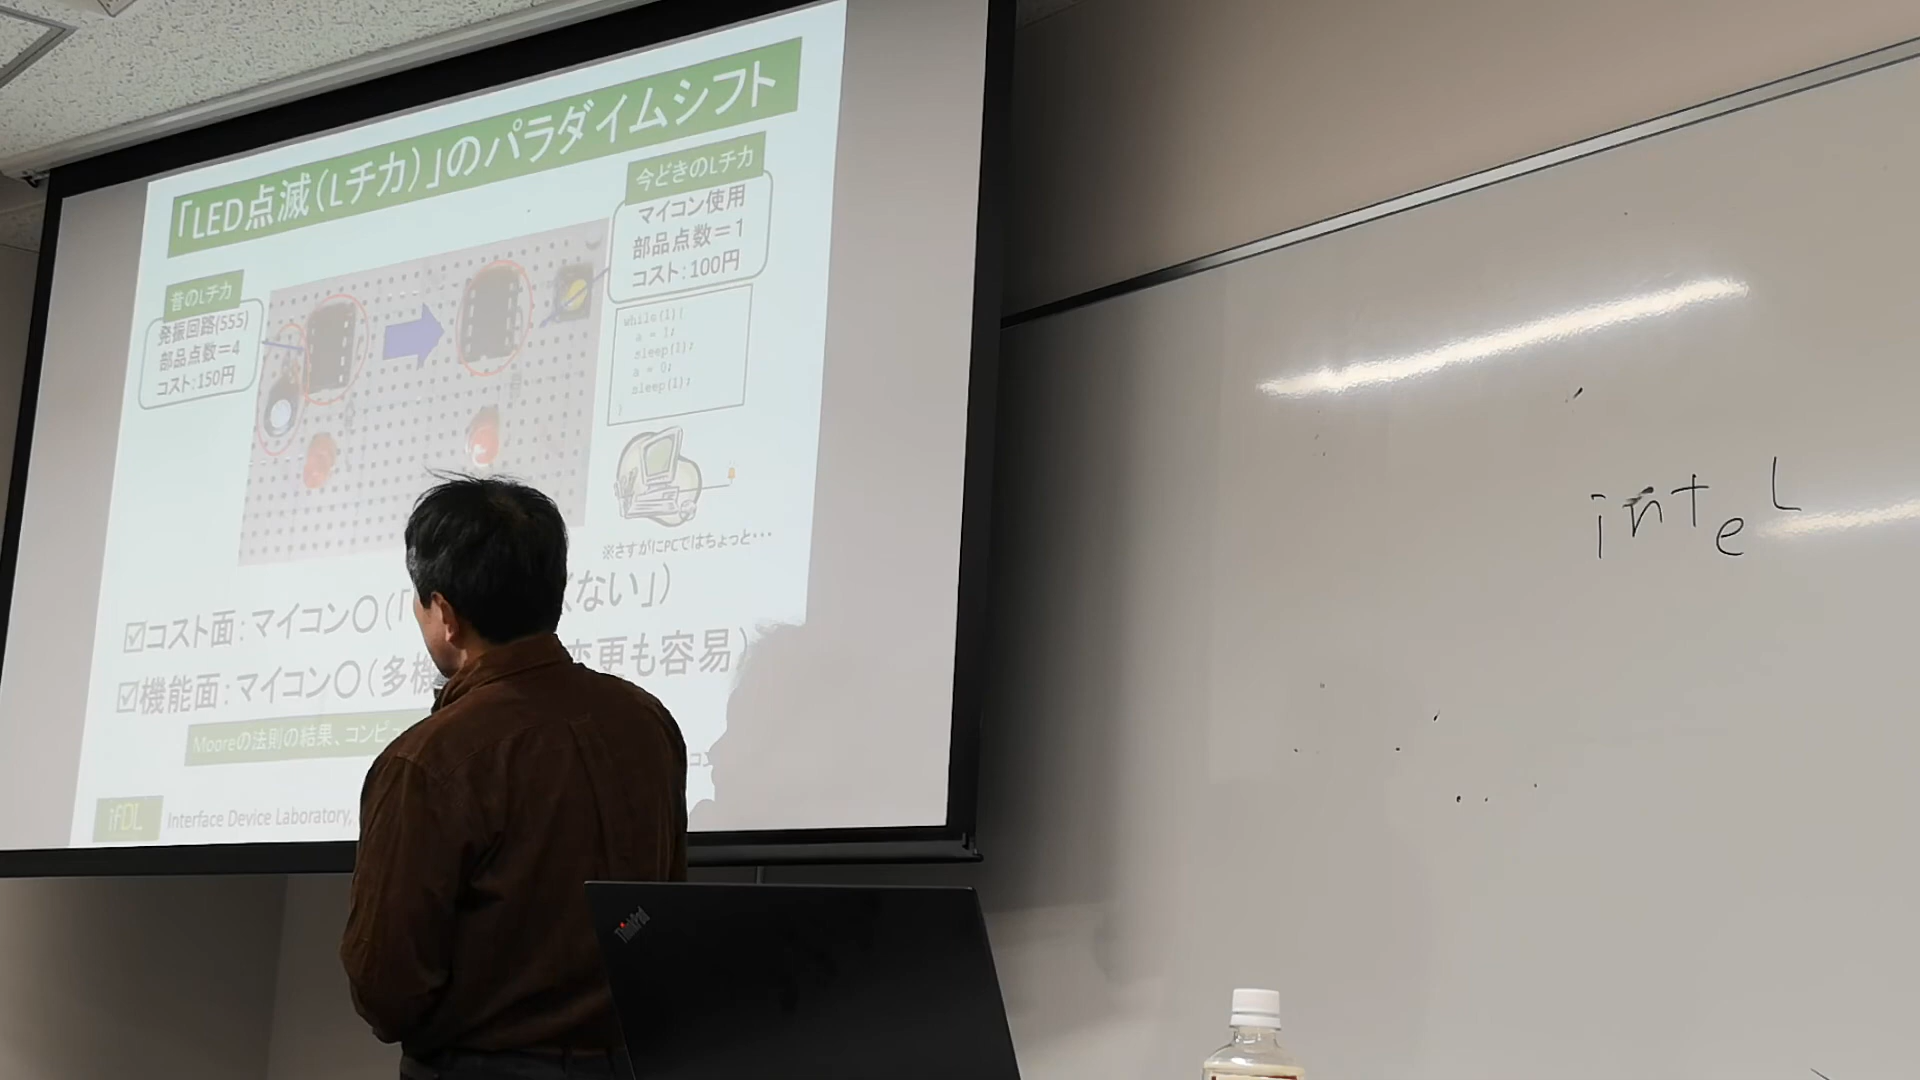 「LED点滅(Lチカ)」のパラダイムシフト
昔のLチカ
発振回路(555)
部品点数=4
コスト:150円
今どきのLチカ
マイコン使用
部品点数=1
コスト:100円
while(1){
a = 1;
sleep(1);
a = 0;
sleep(1);
}
※さすがにPCではちょっと・・・
☑コスト面:マイコン○(「 ない」)
☑機能面:マイコン○(多機 変更も容易)
Mooreの法則の結果、コンピ
ifDL
Interface Device Laboratory,
inteL
ThinkPad